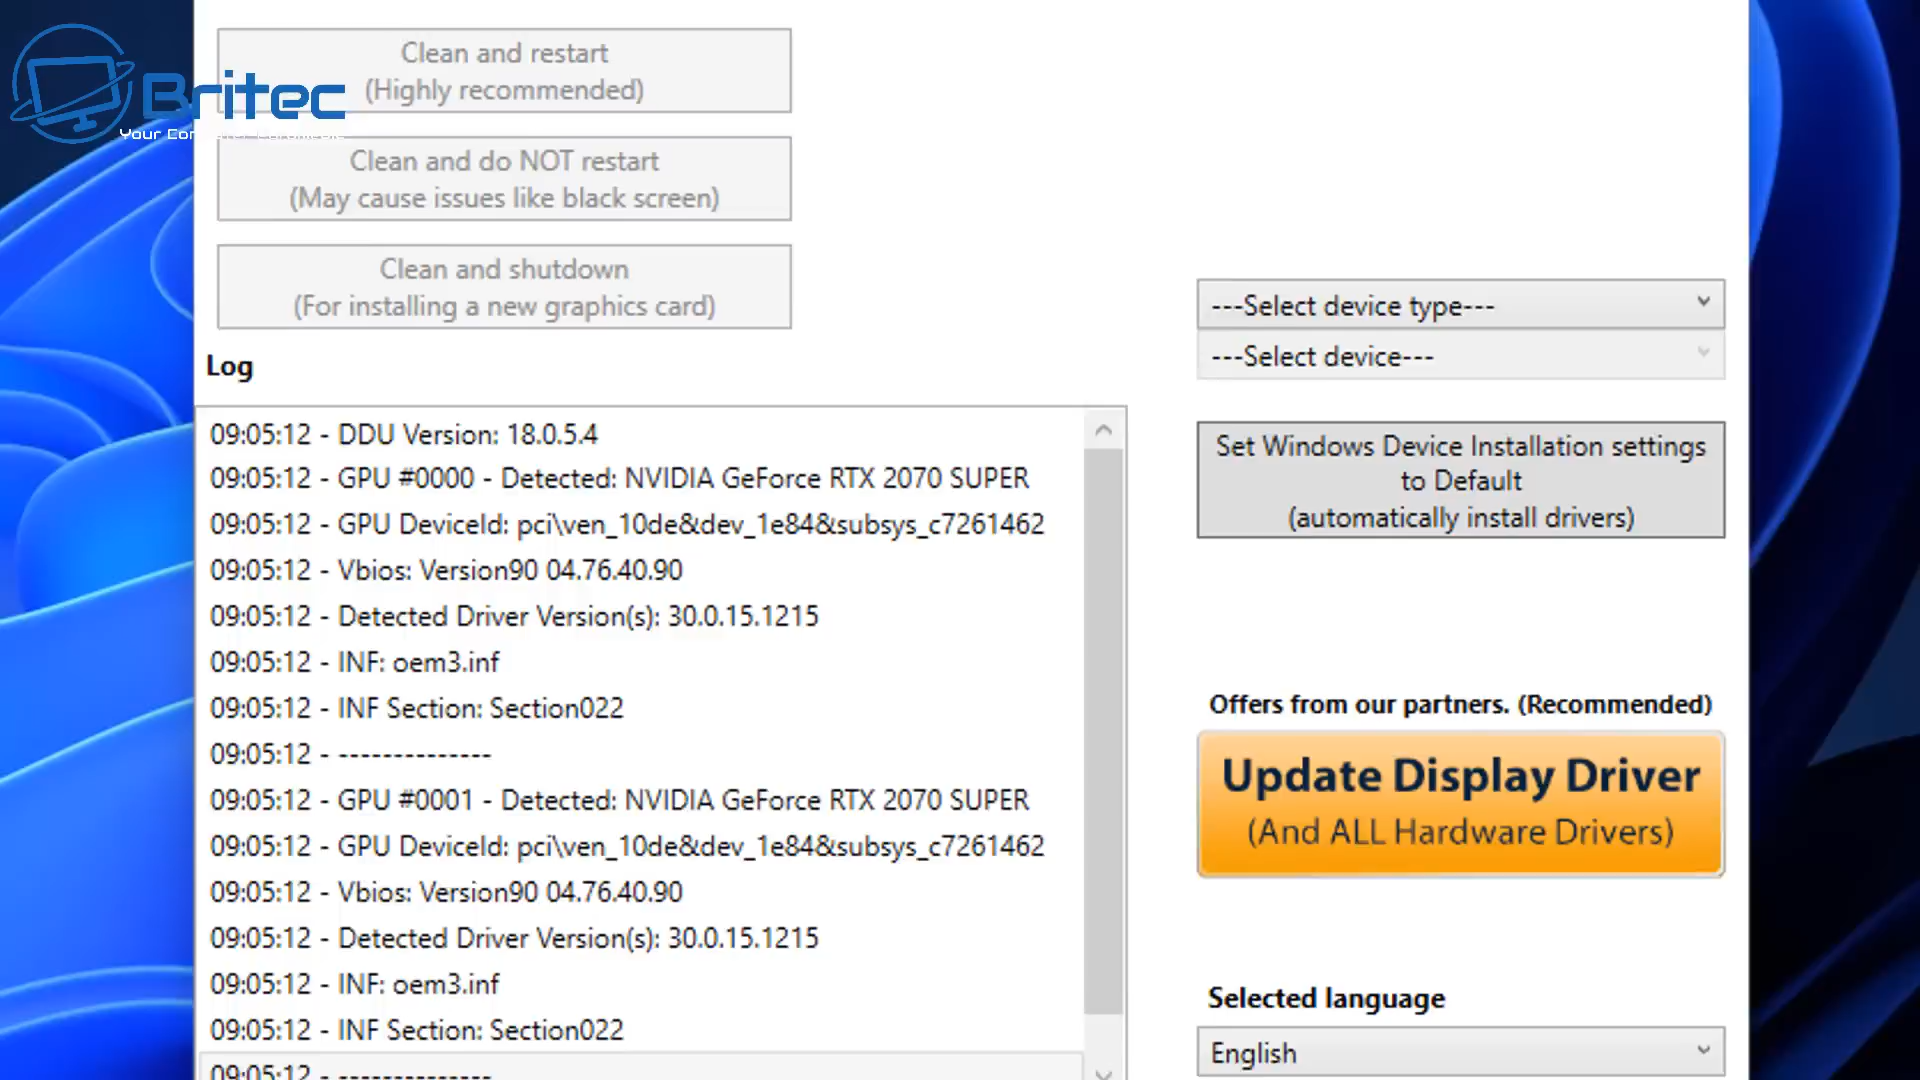 Clean and restart
(Highly recommended)
Britec
Your Com
Clean and do NOT restart
(May cause issues like black screen)
Clean and shutdown
(For installing a new graphics card)
---Select device type---
---Select device---
Log
09:05:12 - DDU Version: 18.0.5.4
09:05:12 - GPU #0000 - Detected: NVIDIA GeForce RTX 2070 SUPER
09:05:12 - GPU DeviceId: pci\ven_10de&dev_1e84&subsys_c7261462
09:05:12 - Vbios: Version90 04.76.40.90
09:05:12 - Detected Driver Version(s): 30.0.15.1215
09:05:12 - INF: oem3.inf
09:05:12 - INF Section: Section022
09:05:12 - --------------
09:05:12 - GPU #0001 - Detected: NVIDIA GeForce RTX 2070 SUPER
09:05:12 - GPU DeviceId: pci\ven_10de&dev_1e84&subsys_c7261462
09:05:12 - Vbios: Version90 04.76.40.90
09:05:12 - Detected Driver Version(s): 30.0.15.1215
09:05:12 - INF: oem3.inf
09:05:12 - INF Section: Section022
09:05:12 - --------------
Set Windows Device Installation settings
to Default
(automatically install drivers)
Offers from our partners. (Recommended)
Update Display Driver
(And ALL Hardware Drivers)
Selected language
English